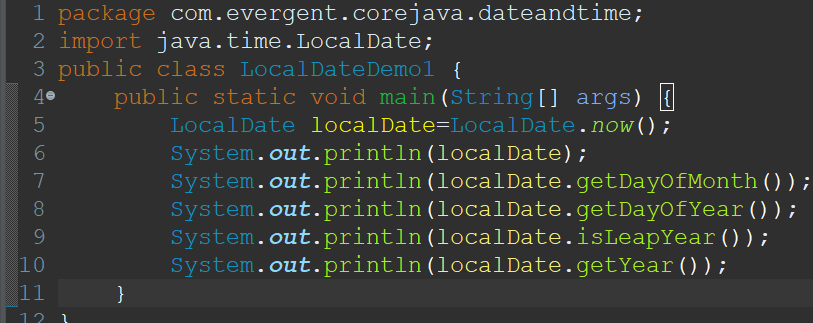 1 package com.evergent.corejava.dateandtime;
2 import java.time.LocalDate;
3 public class LocalDateDemo1 {
4 public static void main(String[] args) {
5 LocalDate localDate=LocalDate.now();
6 System.out.println(localDate);
7 System.out.println(localDate.getDayOfMonth());
8 System.out.println(localDate.getDayOfYear());
9 System.out.println(localDate.isLeapYear());
10 System.out.println(localDate.getYear());
11 }
12 }